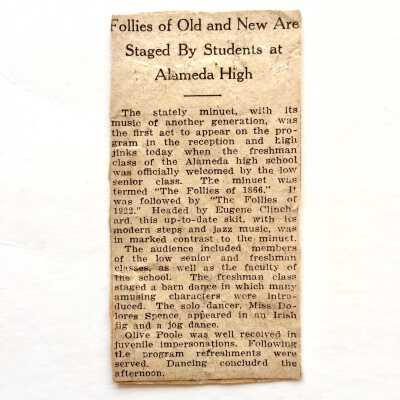 Follies of Old and New Are
Staged By Students at
Alameda High
The stately minuet, with its
music of another generation, was
the first act to appear on the pro-
gram in the reception and high
jinks today when the freshman
class of the Alameda high school
was officially welcomed by the low
senior class. The minuet was
termed "The Follies of 1866." It
was followed by "The Follies of
1922." Headed by Eugene Clinch-
ard, this up-to-date skit, with its
modern steps and jazz music, was
in marked contrast to the minuet.
The audience included members
of the low senior and freshman
classes, as well as the faculty of
the school. The freshman class
staged a barn dance in which many
amusing characters were intro-
duced. The solo dancer, Miss Do-
lores Spence, appeared in an Irish
jig and a jog dance.
Olive Poole was well received in
juvenile impersonations. Following
the program refreshments were
served. Dancing concluded the
afternoon.